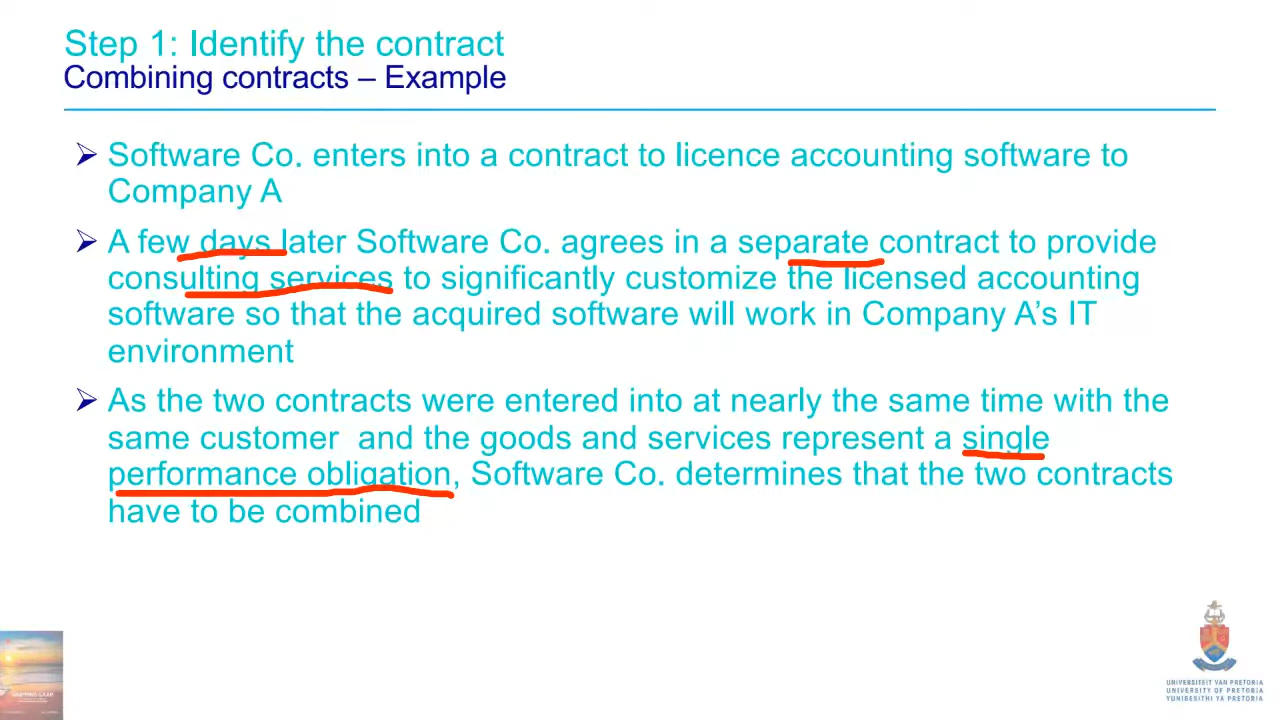 Step 1: Identify the contract
Combining contracts – Example
➢ Software Co. enters into a contract to licence accounting software to
Company A
➢ A few days later Software Co. agrees in a separate contract to provide
consulting services to significantly customize the licensed accounting
software so that the acquired software will work in Company A’s IT
environment
➢ As the two contracts were entered into at nearly the same time with the
same customer and the goods and services represent a single
performance obligation, Software Co. determines that the two contracts
have to be combined
UNIVERSITEIT VAN PRETORIA
UNIVERSITY OF PRETORIA
YUNIBESITHI YA PRETORIA